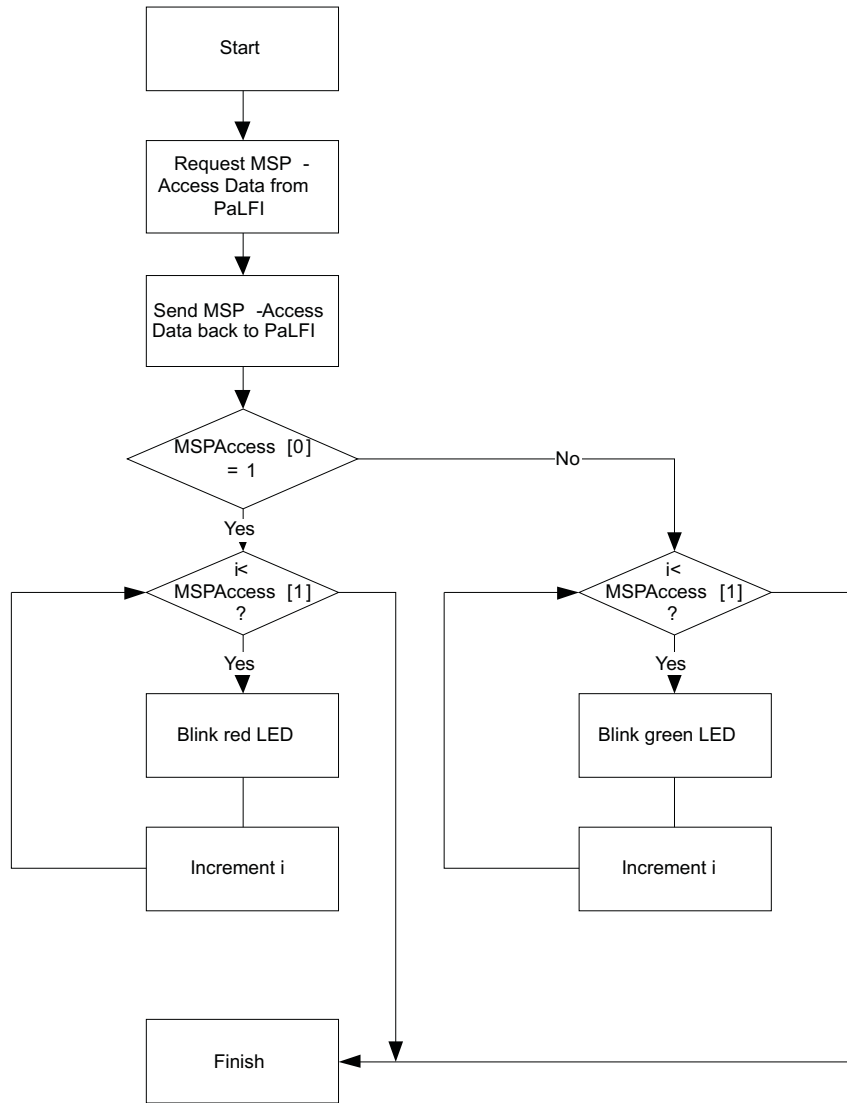 Start
Request MSP -
Access Data from
PaLFI
Send MSP -Access
Data back to PaLFI
MSPAccess [0]
= 1
No
Yes
i<
MSPAccess [1]
?
Yes
Blink red LED
Increment i
i<
MSPAccess [1]
?
Yes
Blink green LED
Increment i
Finish